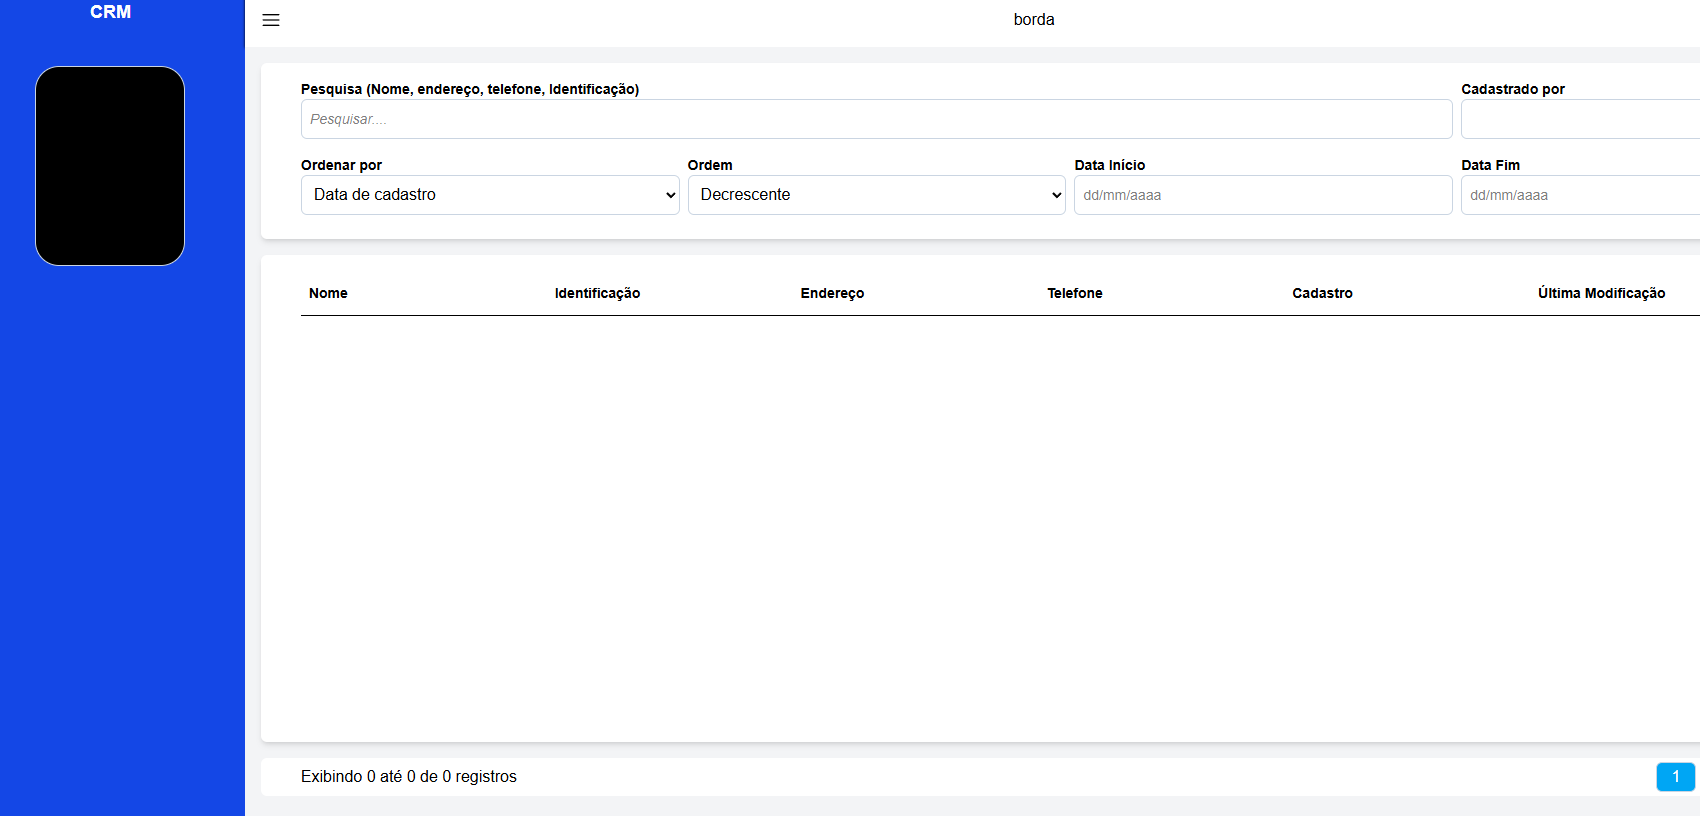 CRM
borda
Pesquisa (Nome, endereço, telefone, Identificação)
Cadastrado por
Pesquisar....
Ordenar por
Ordem
Data Início
Data Fim
Data de cadastro
Decrescente
dd/mm/aaaa
dd/mm/aaaa
Nome
Identificação
Endereço
Telefone
Cadastro
Última Modificação
Exibindo 0 até 0 de 0 registros
1